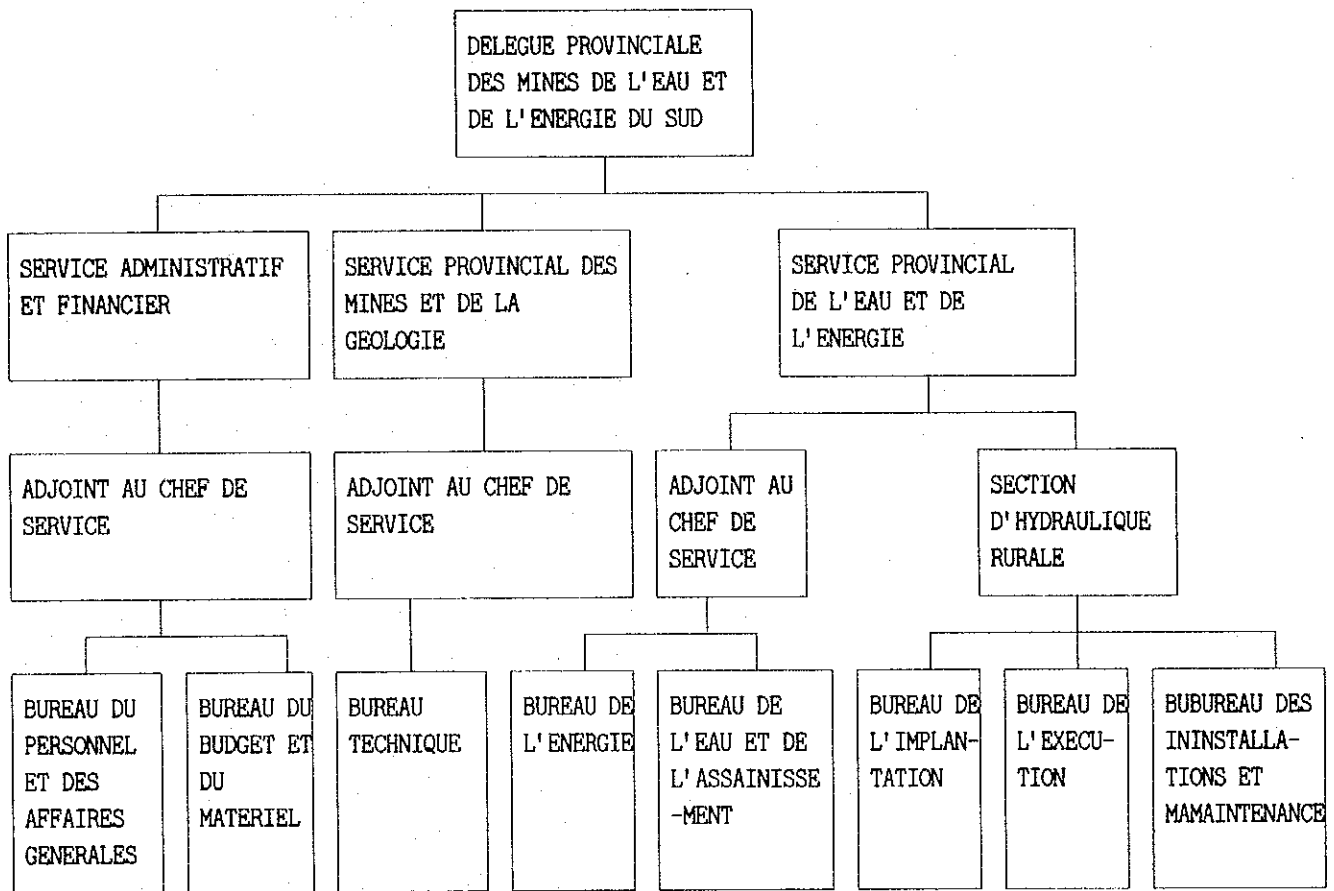 DELEGUE PROVINCIALE
DES MINES DE L'EAU ET
DE L'ENERGIE DU SUD
SERVICE ADMINISTRATIF
ET FINANCIER
SERVICE PROVINCIAL DES
MINES ET DE LA
GEOLOGIE
SERVICE PROVINCIAL
DE L'EAU ET DE
L'ENERGIE
ADJOINT AU CHEF DE
SERVICE
ADJOINT AU CHEF DE
SERVICE
ADJOINT AU
CHEF DE
SERVICE
SECTION
D'HYDRAULIQUE
RURALE
BUREAU DU
PERSONNEL
ET DES
AFFAIRES
GENERALES
BUREAU DU
BUDGET ET
DU
MATERIEL
BUREAU
TECHNIQUE
BUREAU DE
L'ENERGIE
BUREAU DE
L'EAU ET DE
L'ASSAINISSE
-MENT
BUREAU DE
L'IMPLAN-
TATION
BUREAU DE
L'EXECU-
TION
BUBUREAU DES
ININSTALLA-
TIONS ET
MAMAINTENANCE